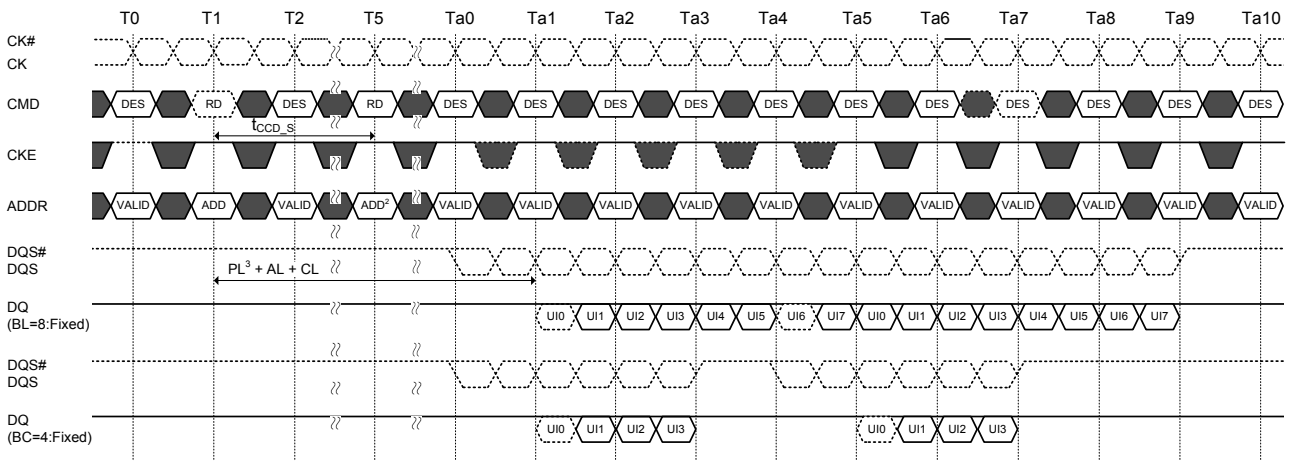 T0 T1 T2 T5 Ta0 Ta1 Ta2 Ta3 Ta4 Ta5 Ta6 Ta7 Ta8 Ta9 Ta10
CK#
CK
CMD DES RD DES RD DES DES DES DES DES DES DES DES DES DES DES
tCCD_S
CKE
ADDR VALID ADD VALID ADD² VALID VALID VALID VALID VALID VALID VALID VALID VALID VALID VALID
DQS#
DQS
PL³ + AL + CL
DQ
(BL=8:Fixed)
UI0 UI1 UI2 UI3 UI4 UI5 UI6 UI7 UI0 UI1 UI2 UI3 UI4 UI5 UI6 UI7
DQS#
DQS
DQ
(BC=4:Fixed)
UI0 UI1 UI2 UI3 UI0 UI1 UI2 UI3